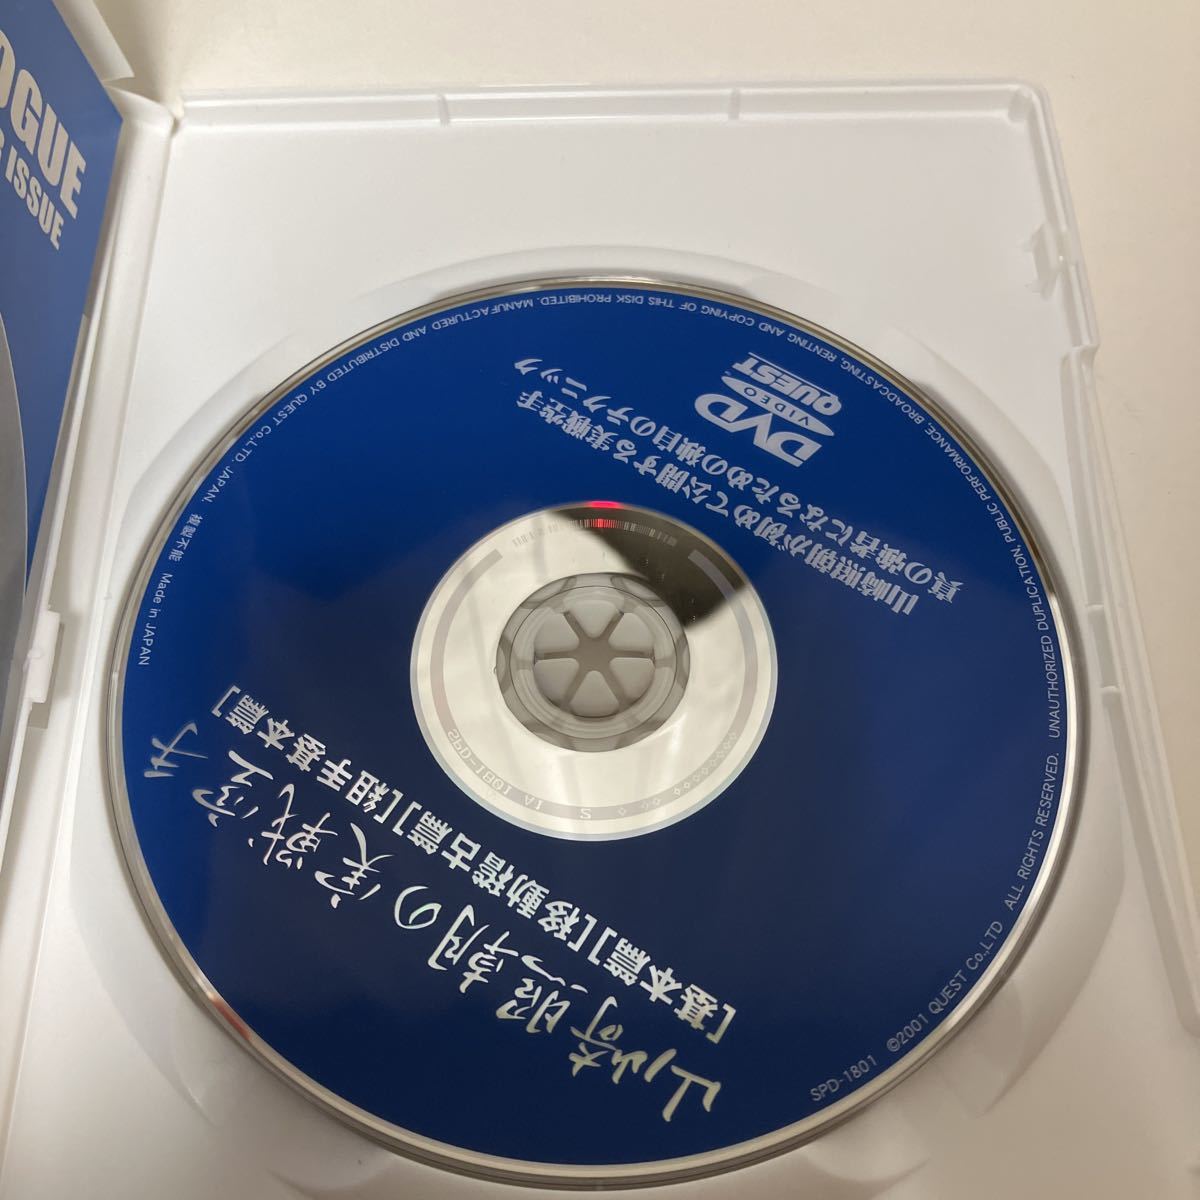 OGUE
ISSUE
山崎照朝の実戦空手
[基本篇][移動稽古篇][組手基本篇]
山崎照朝が初めて公開する実戦空手
真の強者になるための独自のテクニック
DVD
VIDEO
QUEST
SPD-1801 ©2001 QUEST Co.,LTD ALL RIGHTS RESERVED. UNAUTHORIZED DUPLICATION, PUBLIC PERFORMANCE, BROADCASTING, RENTING AND COPYING OF THIS DISK PROHIBITED. MANUFACTURED AND DISTRIBUTED BY QUEST Co.,LTD. JAPAN. 複製不能 Made in JAPAN
SPD-1801 1A
S